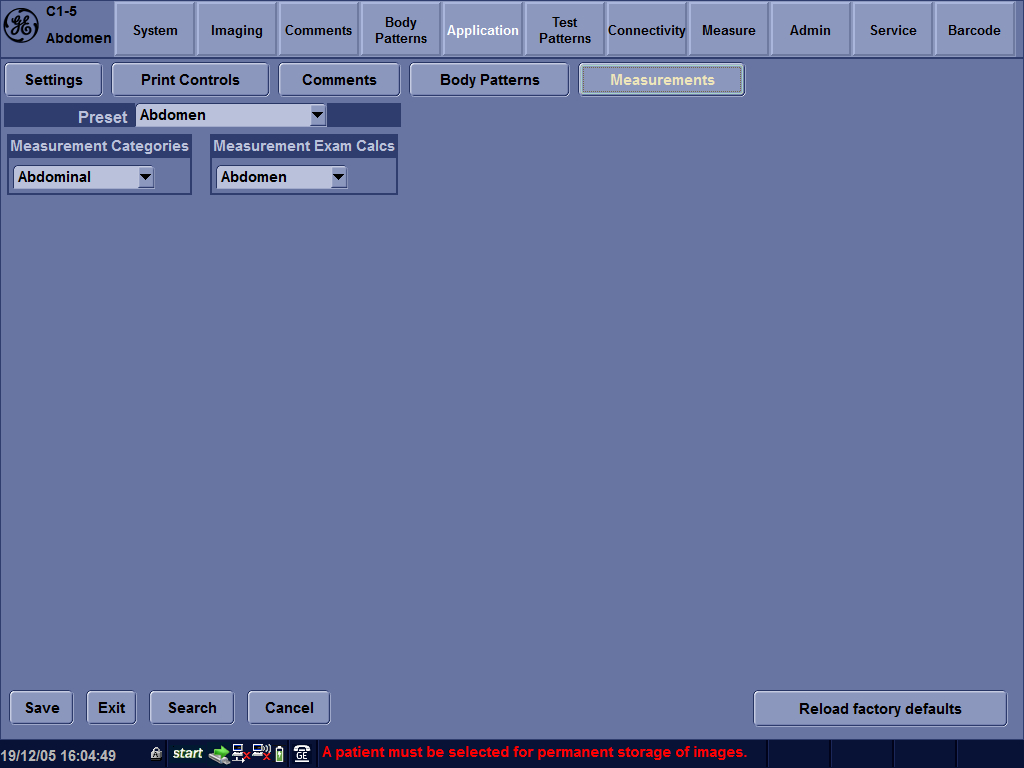 C1-5
Abdomen
System
Imaging
Comments
Body
Patterns
Application
Test
Patterns
Connectivity
Measure
Admin
Service
Barcode
Settings
Print Controls
Comments
Body Patterns
Measurements
Preset
Abdomen
Measurement Categories
Measurement Exam Calcs
Abdominal
Abdomen
Save
Exit
Search
Cancel
Reload factory defaults
19/12/05 16:04:49
start
GE
A patient must be selected for permanent storage of images.